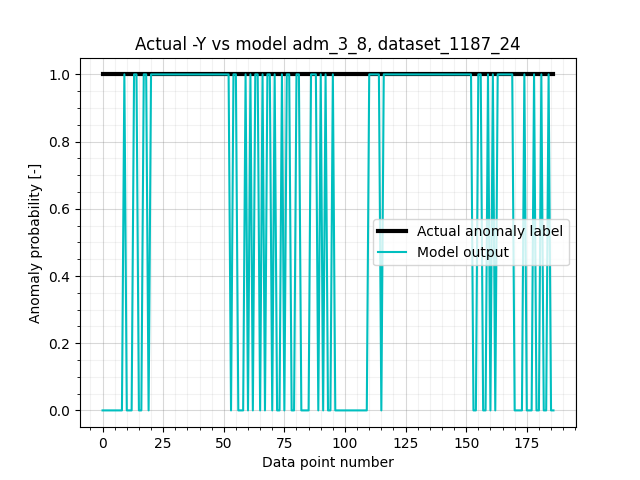 Actual -Y vs model adm_3_8, dataset_1187_24
Anomaly probability [-]
1.0
0.8
0.6
0.4
0.2
0.0
Actual anomaly label
Model output
0 25 50 75 100 125 150 175
Data point number